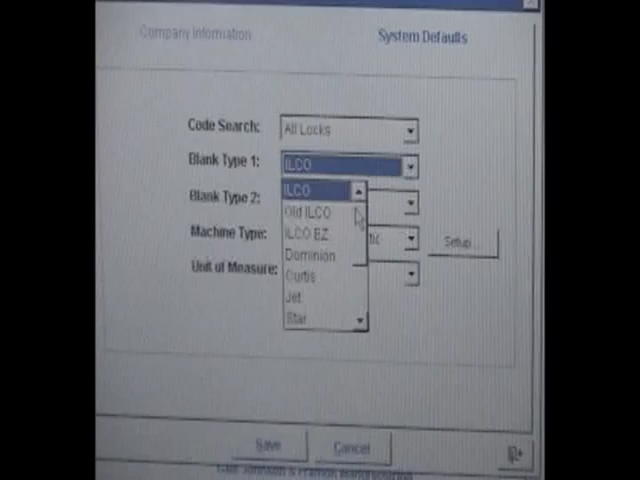 Company Information
System Defaults
Code Search: All Locks
Blank Type 1: ILCO
ILCO
Blank Type 2:
Old ILCO
ILCO EZ
Machine Type:
tic
Setup...
Dominion
Unit of Measure:
Curtis
Jet
Star
Save
Cancel